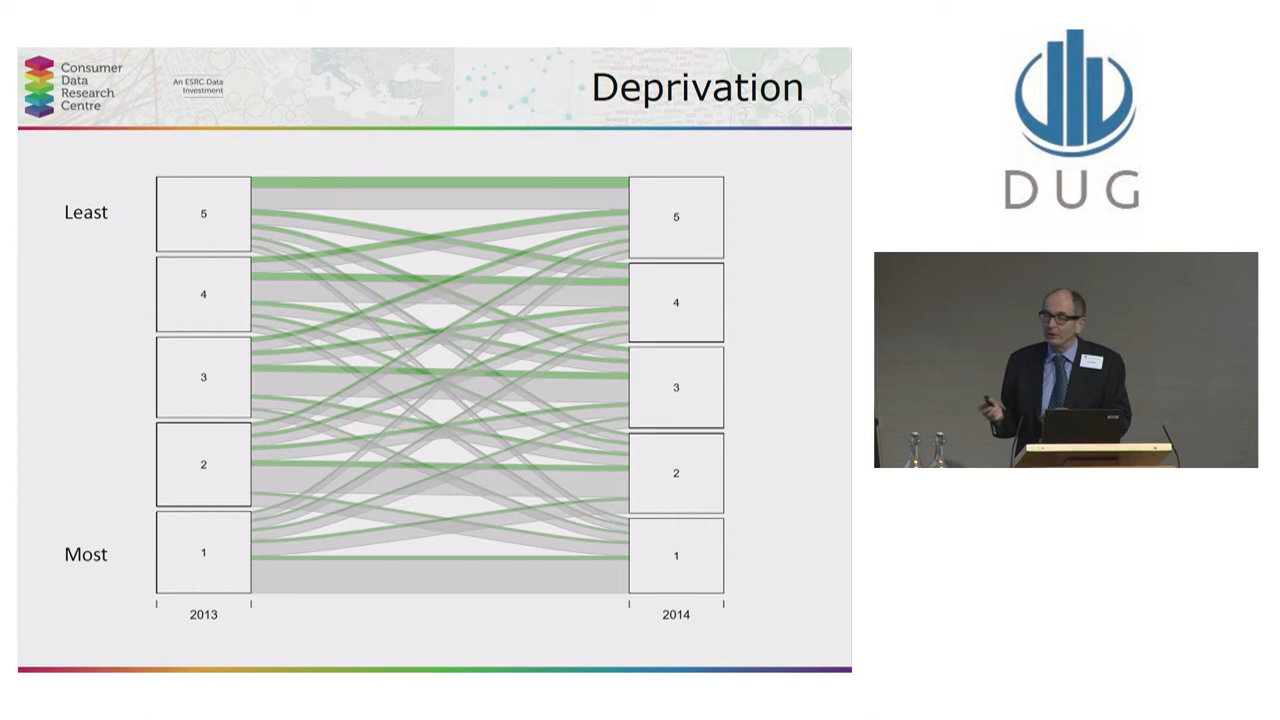 Consumer
Data
Research
Centre
An ESRC Data
Investment
Deprivation
Least
Most
5
4
3
2
1
5
4
3
2
1
2013
2014
DUG